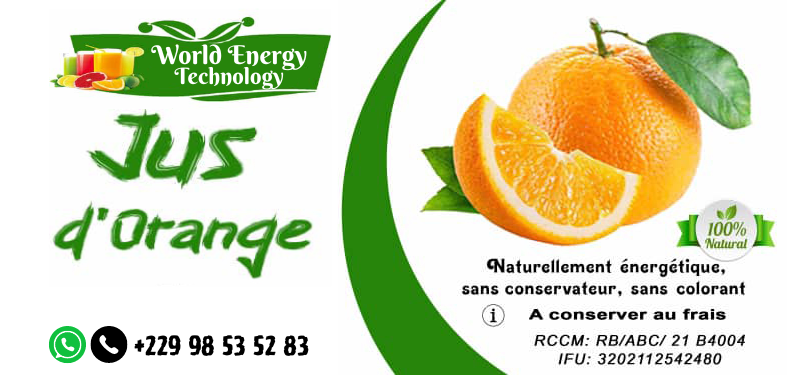 World Energy
Technology
Jus
d'Orange
+229 98 53 52 83
100%
Natural
Naturellement énergétique,
sans conservateur, sans colorant
i A conserver au frais
RCCM: RB/ABC/ 21 B4004
IFU: 3202112542480